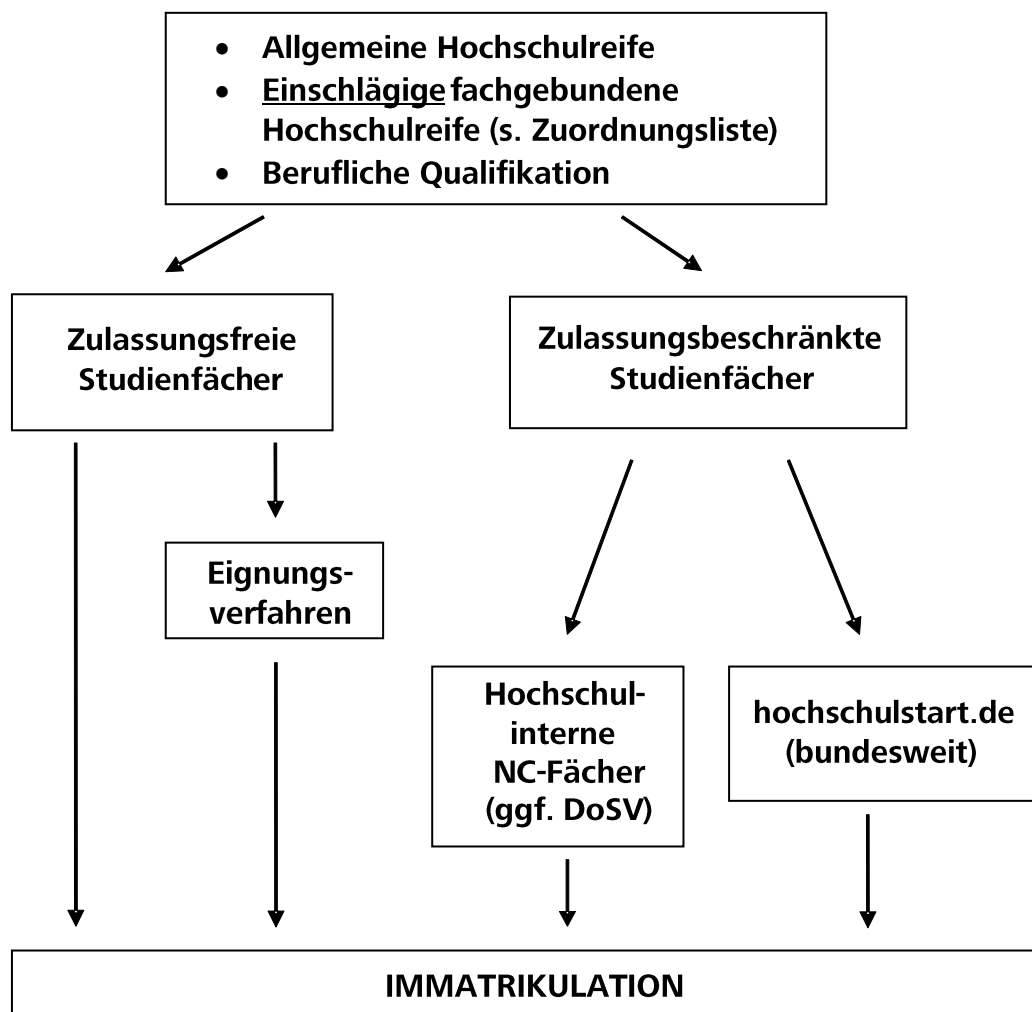 • Allgemeine Hochschulreife
• Einschlägige fachgebundene
Hochschulreife (s. Zuordnungsliste)
• Berufliche Qualifikation
Zulassungsfreie
Studienfächer
Zulassungsbeschränkte
Studienfächer
Eignungs-
verfahren
Hochschul-
interne
NC-Fächer
(ggf. DoSV)
hochschulstart.de
(bundesweit)
IMMATRIKULATION